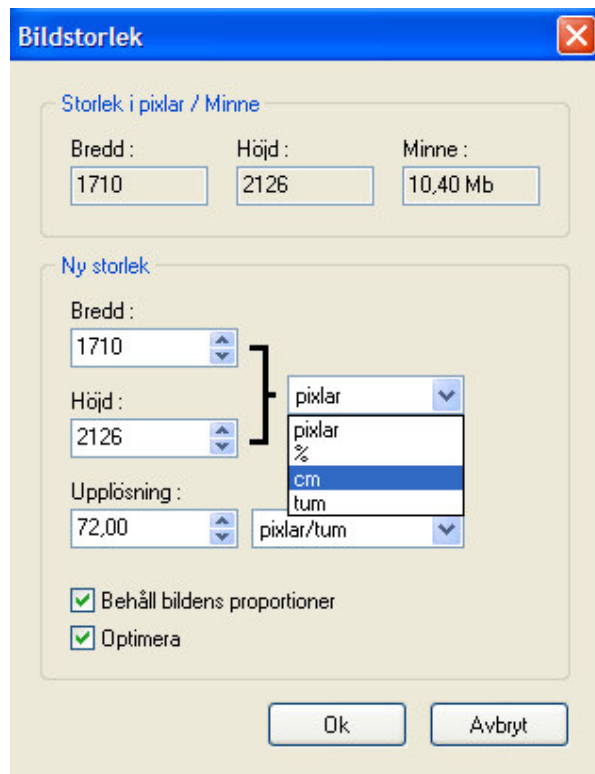 Bildstorlek
Storlek i pixlar / Minne
Bredd : Höjd : Minne :
1710 2126 10,40 Mb
Ny storlek
Bredd :
1710
pixlar
Höjd :
2126
pixlar
%
cm
tum
Upplösning :
72,00 pixlar/tum
Behåll bildens proportioner
Optimera
Ok Avbryt